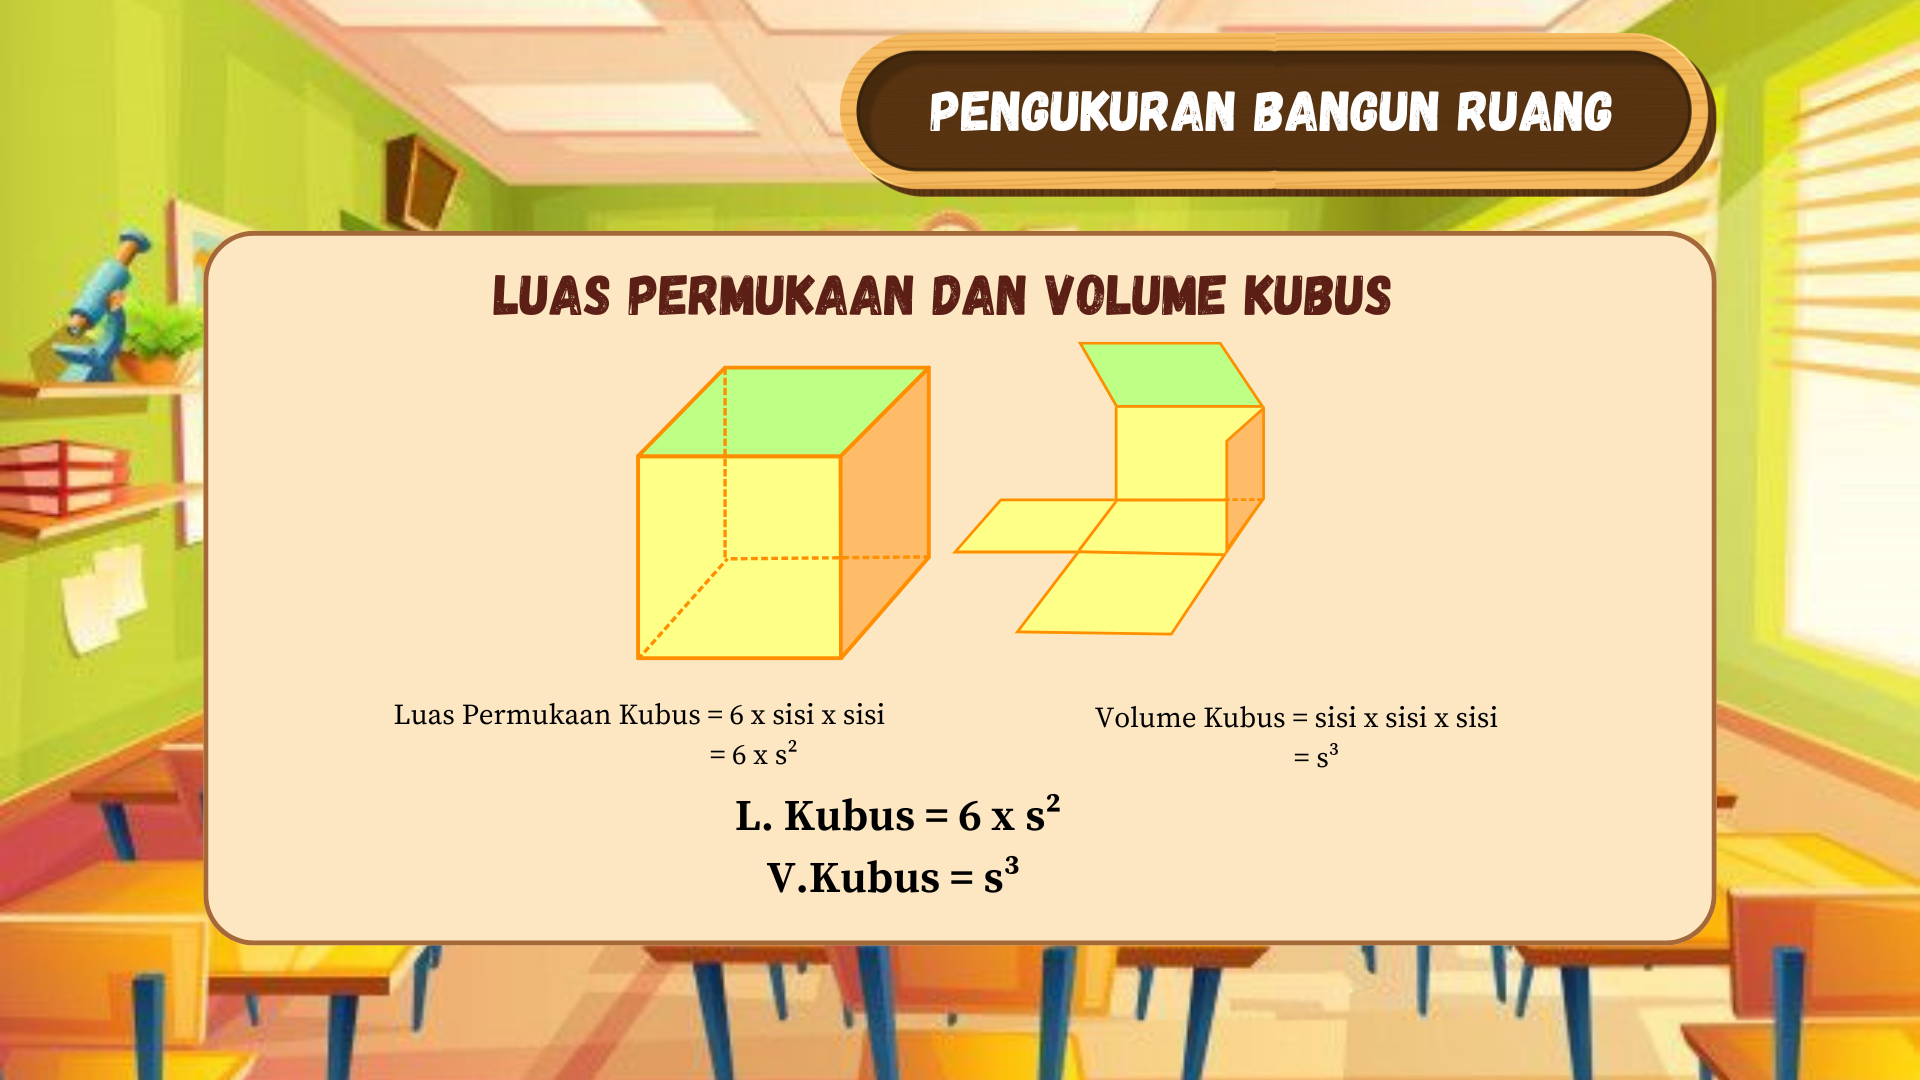 PENGUKURAN BANGUN RUANG
LUAS PERMUKAAN DAN VOLUME KUBUS
Luas Permukaan Kubus = 6 x sisi x sisi
= 6 x s²
Volume Kubus = sisi x sisi x sisi
= s³
L. Kubus = 6 x s²
V.Kubus = s³